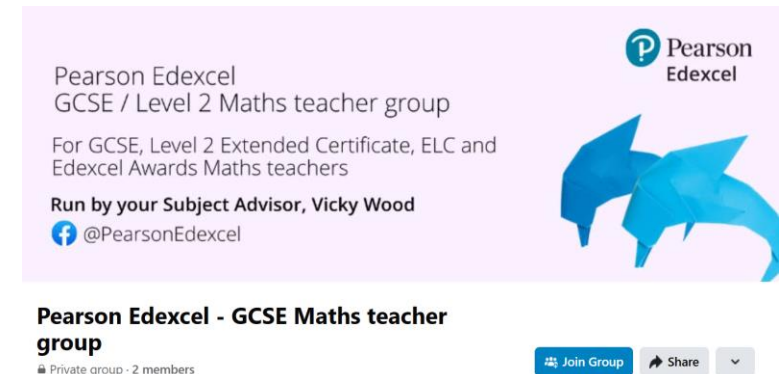 Pearson
Edexcel
Pearson Edexcel
GCSE / Level 2 Maths teacher group
For GCSE, Level 2 Extended Certificate, ELC and
Edexcel Awards Maths teachers
Run by your Subject Advisor, Vicky Wood
@PearsonEdexcel
Pearson Edexcel - GCSE Maths teacher
group
Private group · 2 members
Join Group
Share